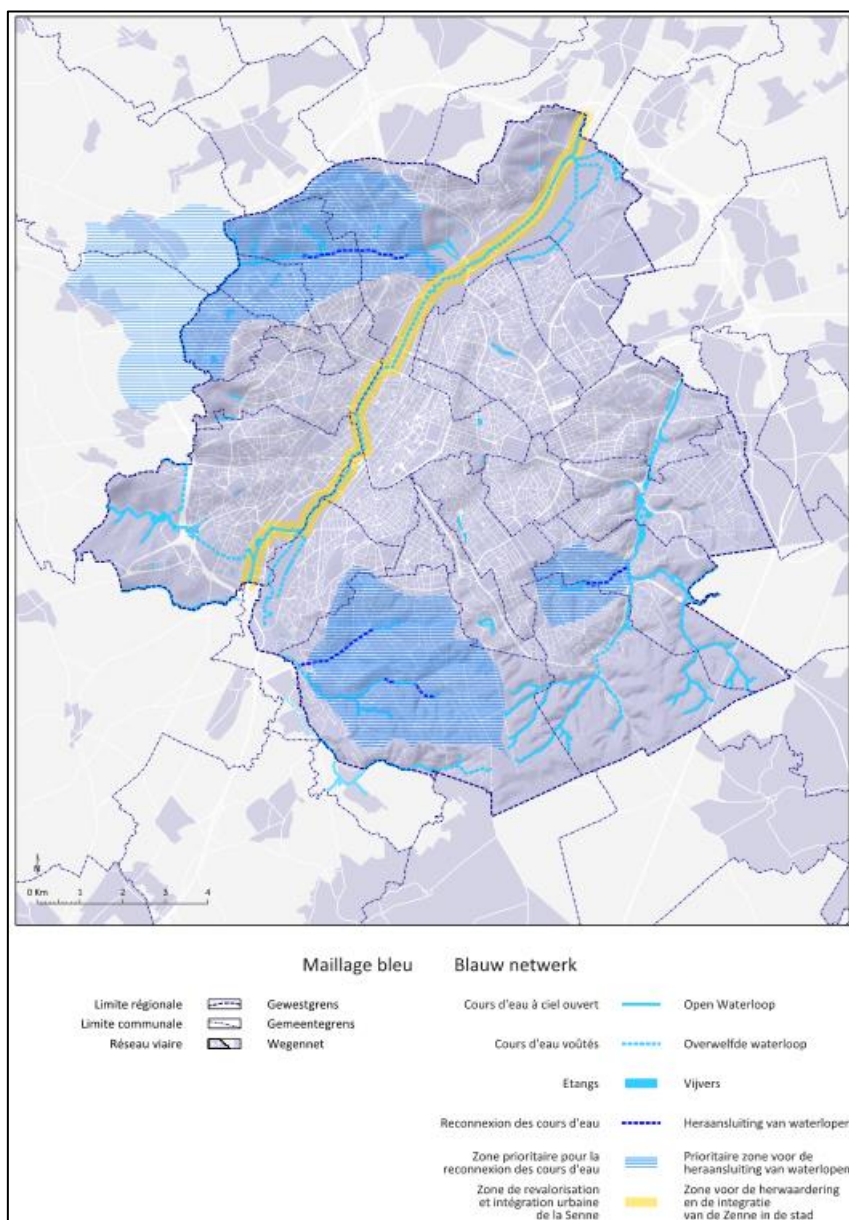 N
0 Km 1 2 3 4
Maillage bleu Blauw netwerk
Limite régionale Gewestgrens
Limite communale Gemeentegrens
Réseau viaire Wegennet
Cours d'eau à ciel ouvert Open Waterloop
Cours d'eau voûtés Overwelfde waterloop
Etangs Vijvers
Reconnexion des cours d'eau Heraansluiting van waterlopen
Zone prioritaire pour la Prioritaire zone voor de
reconnexion des cours d'eau heraansluiting van waterlopen
Zone de revalorisation Zone voor de herwaardering
et intégration urbaine en de integratie
de la Senne van de Zenne in de stad